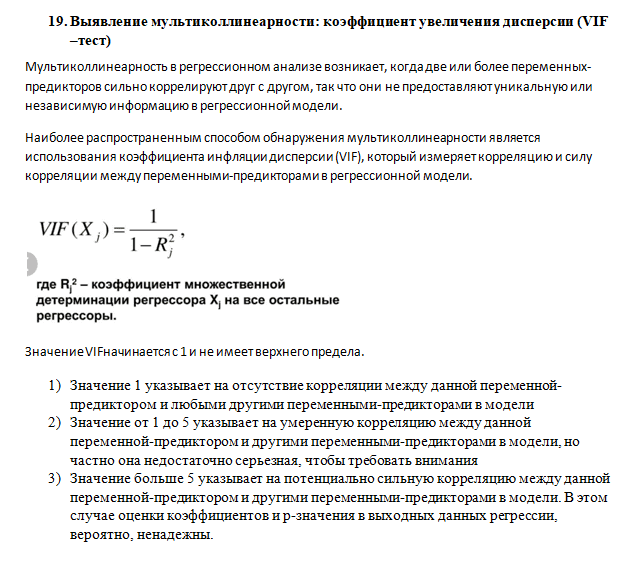 19. Выявление мультиколлинеарности: коэффициент увеличения дисперсии (VIF
–тест)
Мультиколлинеарность в регрессионном анализе возникает, когда две или более переменных-
предикторов сильно коррелируют друг с другом, так что они не предоставляют уникальную или
независимую информацию в регрессионной модели.
Наиболее распространенным способом обнаружения мультиколлинеарности является
использования коэффициента инфляции дисперсии (VIF), который измеряет корреляцию и силу
корреляции между переменными-предикторами в регрессионной модели.
VIF(X_j) = 1 / (1 − R_j^2),
где R_j^2 – коэффициент множественной
детерминации регрессора X_j на все остальные
регрессоры.
Значение VIF начинается с 1 и не имеет верхнего предела.
1) Значение 1 указывает на отсутствие корреляции между данной переменной-
предиктором и любыми другими переменными-предикторами в модели
2) Значение от 1 до 5 указывает на умеренную корреляцию между данной
переменной-предиктором и другими переменными-предикторами в модели, но
частно она недостаточно серьезная, чтобы требовать внимания
3) Значение больше 5 указывает на потенциально сильную корреляцию между данной
переменной-предиктором и другими переменными-предикторами в модели. В этом
случае оценки коэффициентов и р-значения в выходных данных регрессии,
вероятно, ненадежны.